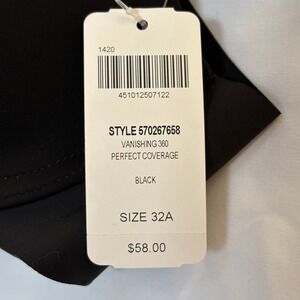 1420
451012507122
STYLE 570267658
VANISHING 360
PERFECT COVERAGE
BLACK
SIZE 32A
$58.00